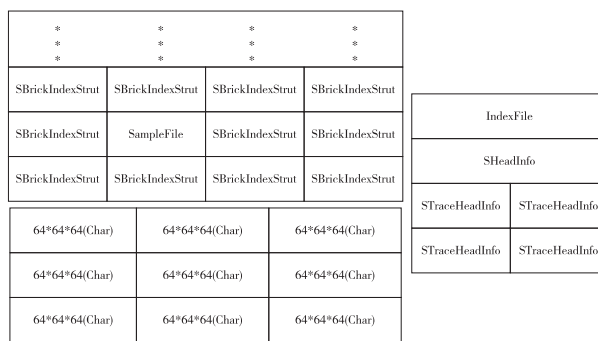 * * * *
* * * *
* * * *
SBrickIndexStrut SBrickIndexStrut SBrickIndexStrut SBrickIndexStrut
SBrickIndexStrut SampleFile SBrickIndexStrut SBrickIndexStrut
SBrickIndexStrut SBrickIndexStrut SBrickIndexStrut SBrickIndexStrut
64*64*64(Char) 64*64*64(Char) 64*64*64(Char)
64*64*64(Char) 64*64*64(Char) 64*64*64(Char)
64*64*64(Char) 64*64*64(Char) 64*64*64(Char)
IndexFile
SHeadInfo
STraceHeadInfo STraceHeadInfo
STraceHeadInfo STraceHeadInfo